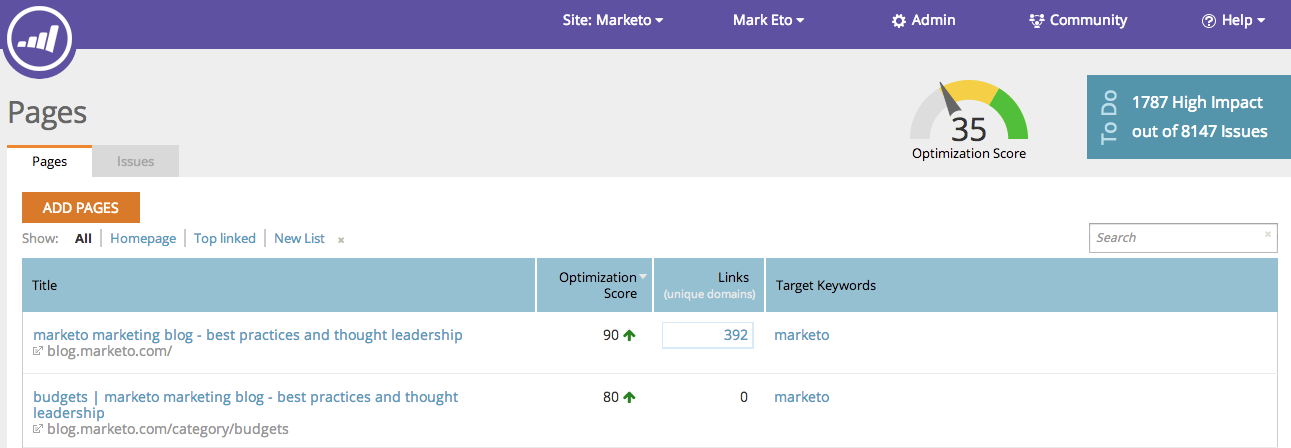 Site: Marketo
Mark Eto
Admin
Community
Help
Pages
35
Optimization Score
To Do
1787 High Impact
out of 8147 Issues
Pages
Issues
ADD PAGES
Show: All Homepage Top linked New List
Search
Title
Optimization
Score
Links
(unique domains)
Target Keywords
marketo marketing blog - best practices and thought leadership
blog.marketo.com/
90
392
marketo
budgets | marketo marketing blog - best practices and thought
leadership
blog.marketo.com/category/budgets
80
0
marketo